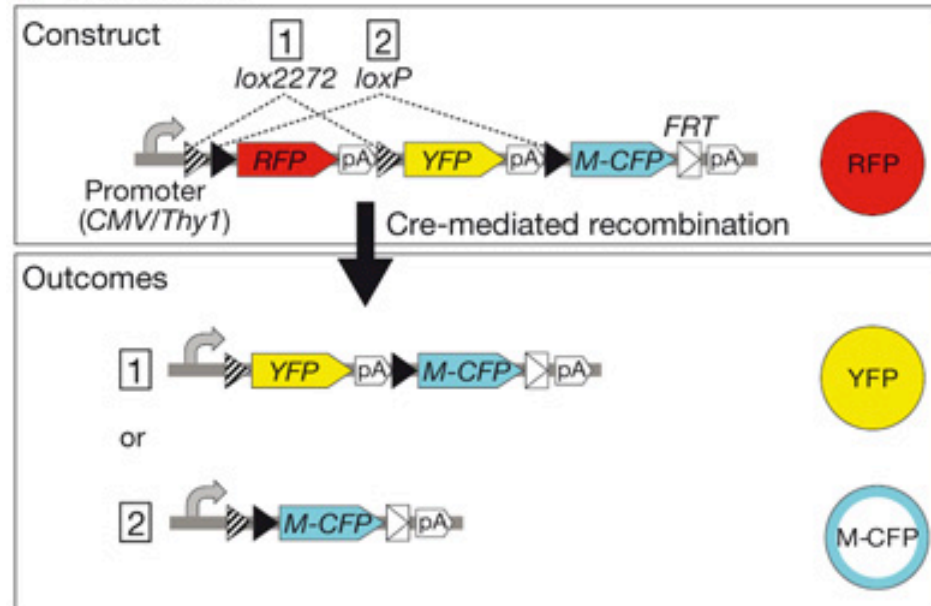 Construct
1 2
lox2272 loxP
FRT
RFP pA YFP pA M-CFP pA
RFP
Promoter
(CMV/Thy1)
Cre-mediated recombination
Outcomes
1 YFP pA M-CFP pA
YFP
or
2 M-CFP pA
M-CFP